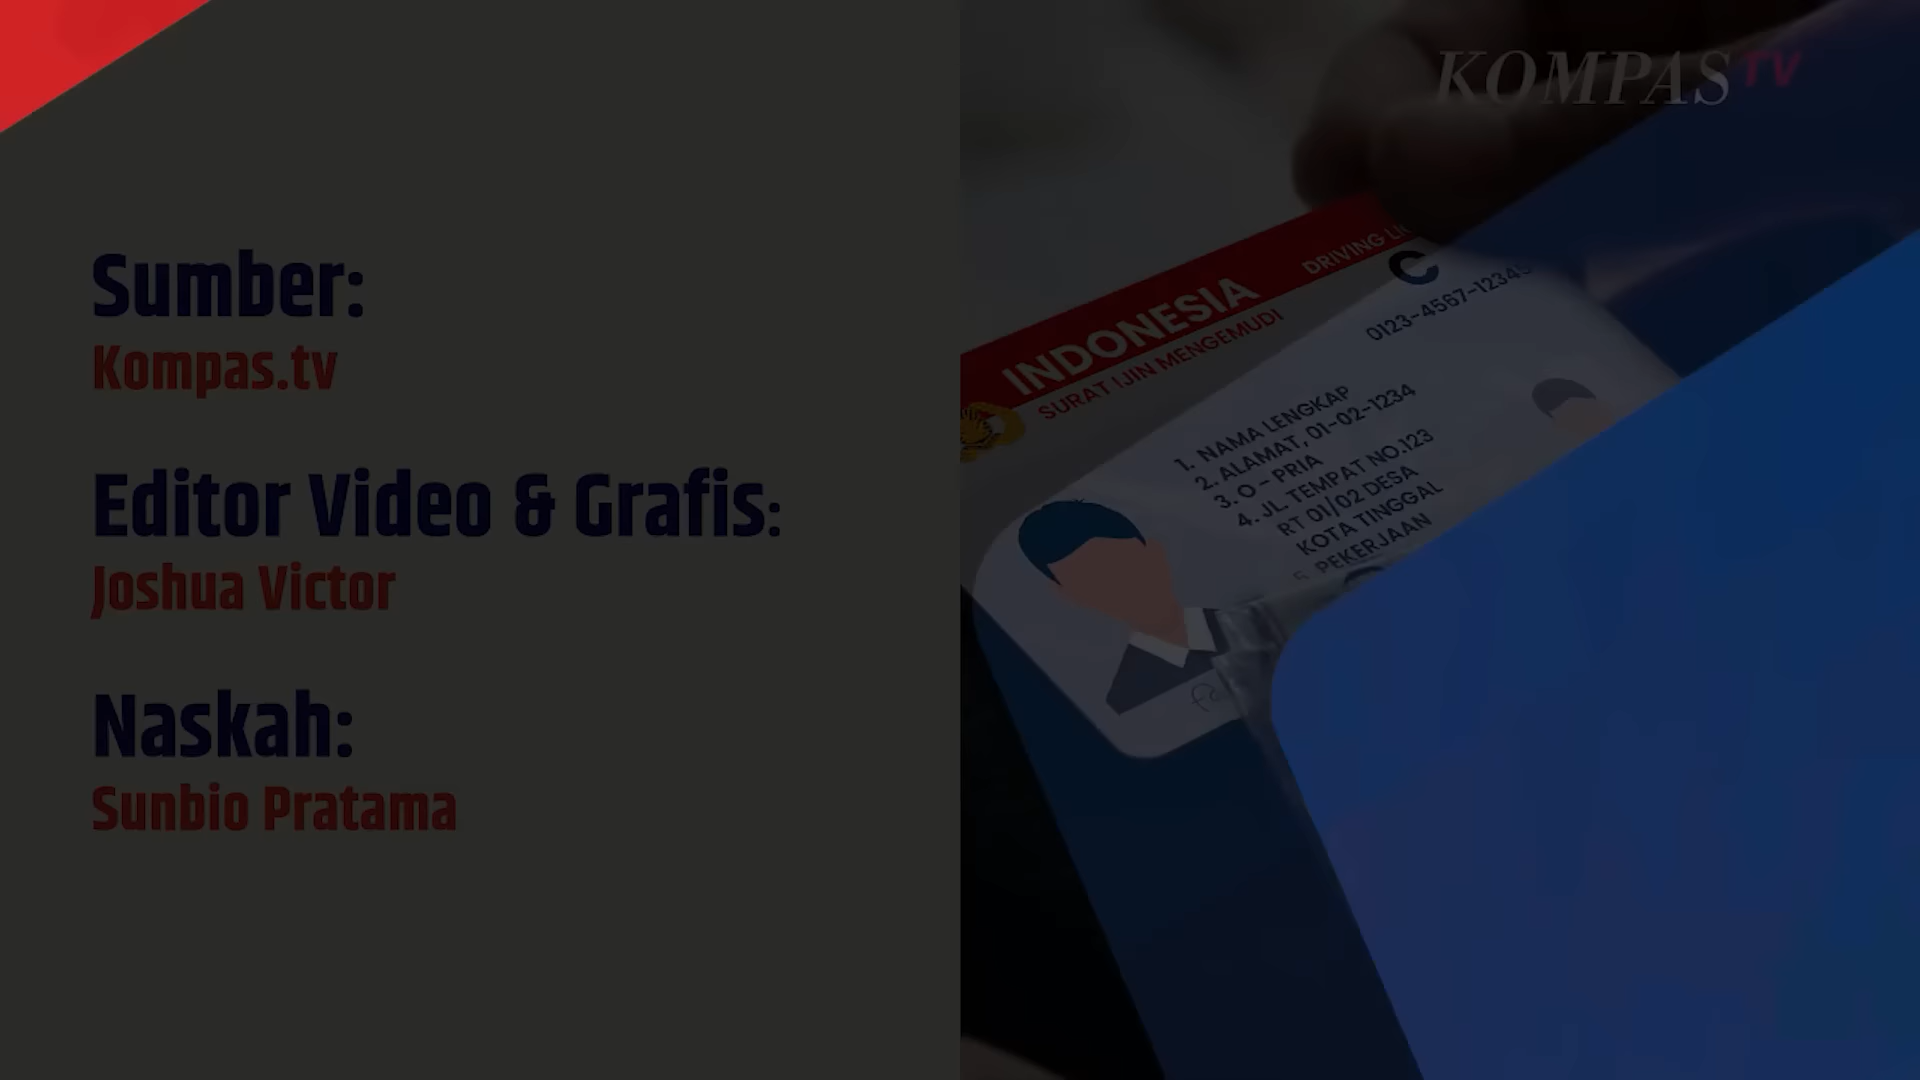 KOMPAS TV
Sumber:
Kompas.tv
Editor Video & Grafis:
Joshua Victor
Naskah:
Sunbio Pratama
INDONESIA
DRIVING
SURAT IJIN MENGEMUDI
C
0123-4567-12345
1. NAMA LENGKAP
2. ALAMAT, 01-02-1234
3. O - PRIA
4. JL. TEMPAT NO.123
RT 01/02 DESA
KOTA TINGGAL
5. PEKERJAAN